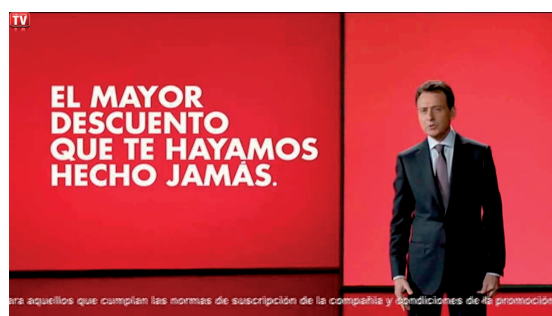 TV
EL MAYOR
DESCUENTO
QUE TE HAYAMOS
HECHO JAMÁS.
ara aquellos que cumplan las normas de suscripción de la compañía y condiciones de la promoción